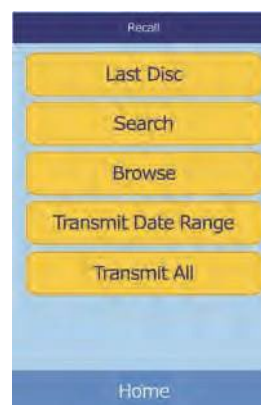 Recall
Last Disc
Search
Browse
Transmit Date Range
Transmit All
Home